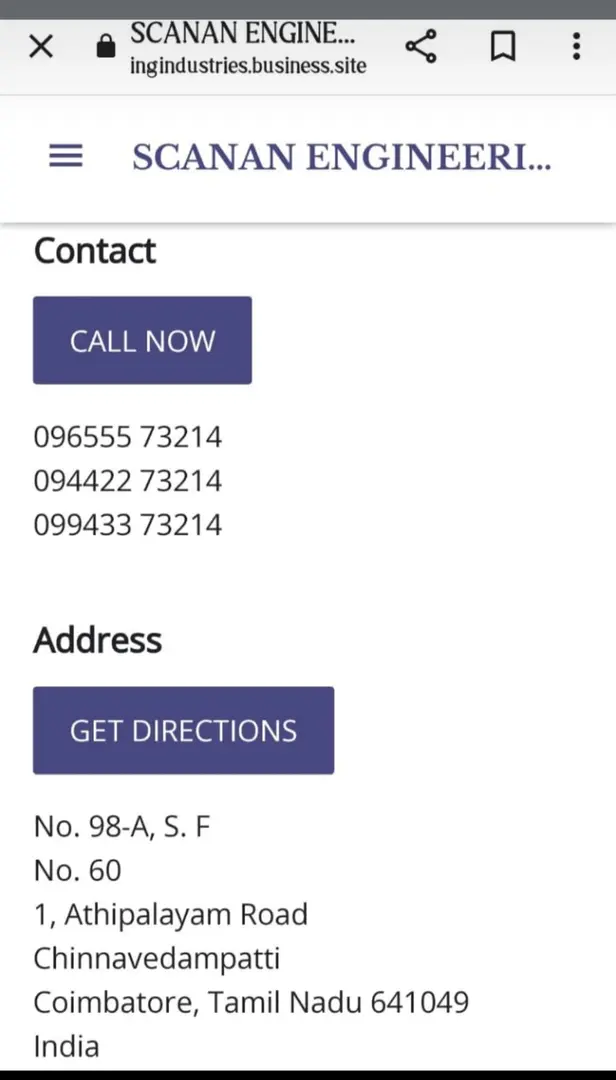 SCANAN ENGINE...
ingindustries.business.site
SCANAN ENGINEERI...
Contact
CALL NOW
096555 73214
094422 73214
099433 73214
Address
GET DIRECTIONS
No. 98-A, S. F
No. 60
1, Athipalayam Road
Chinnavedampatti
Coimbatore, Tamil Nadu 641049
India